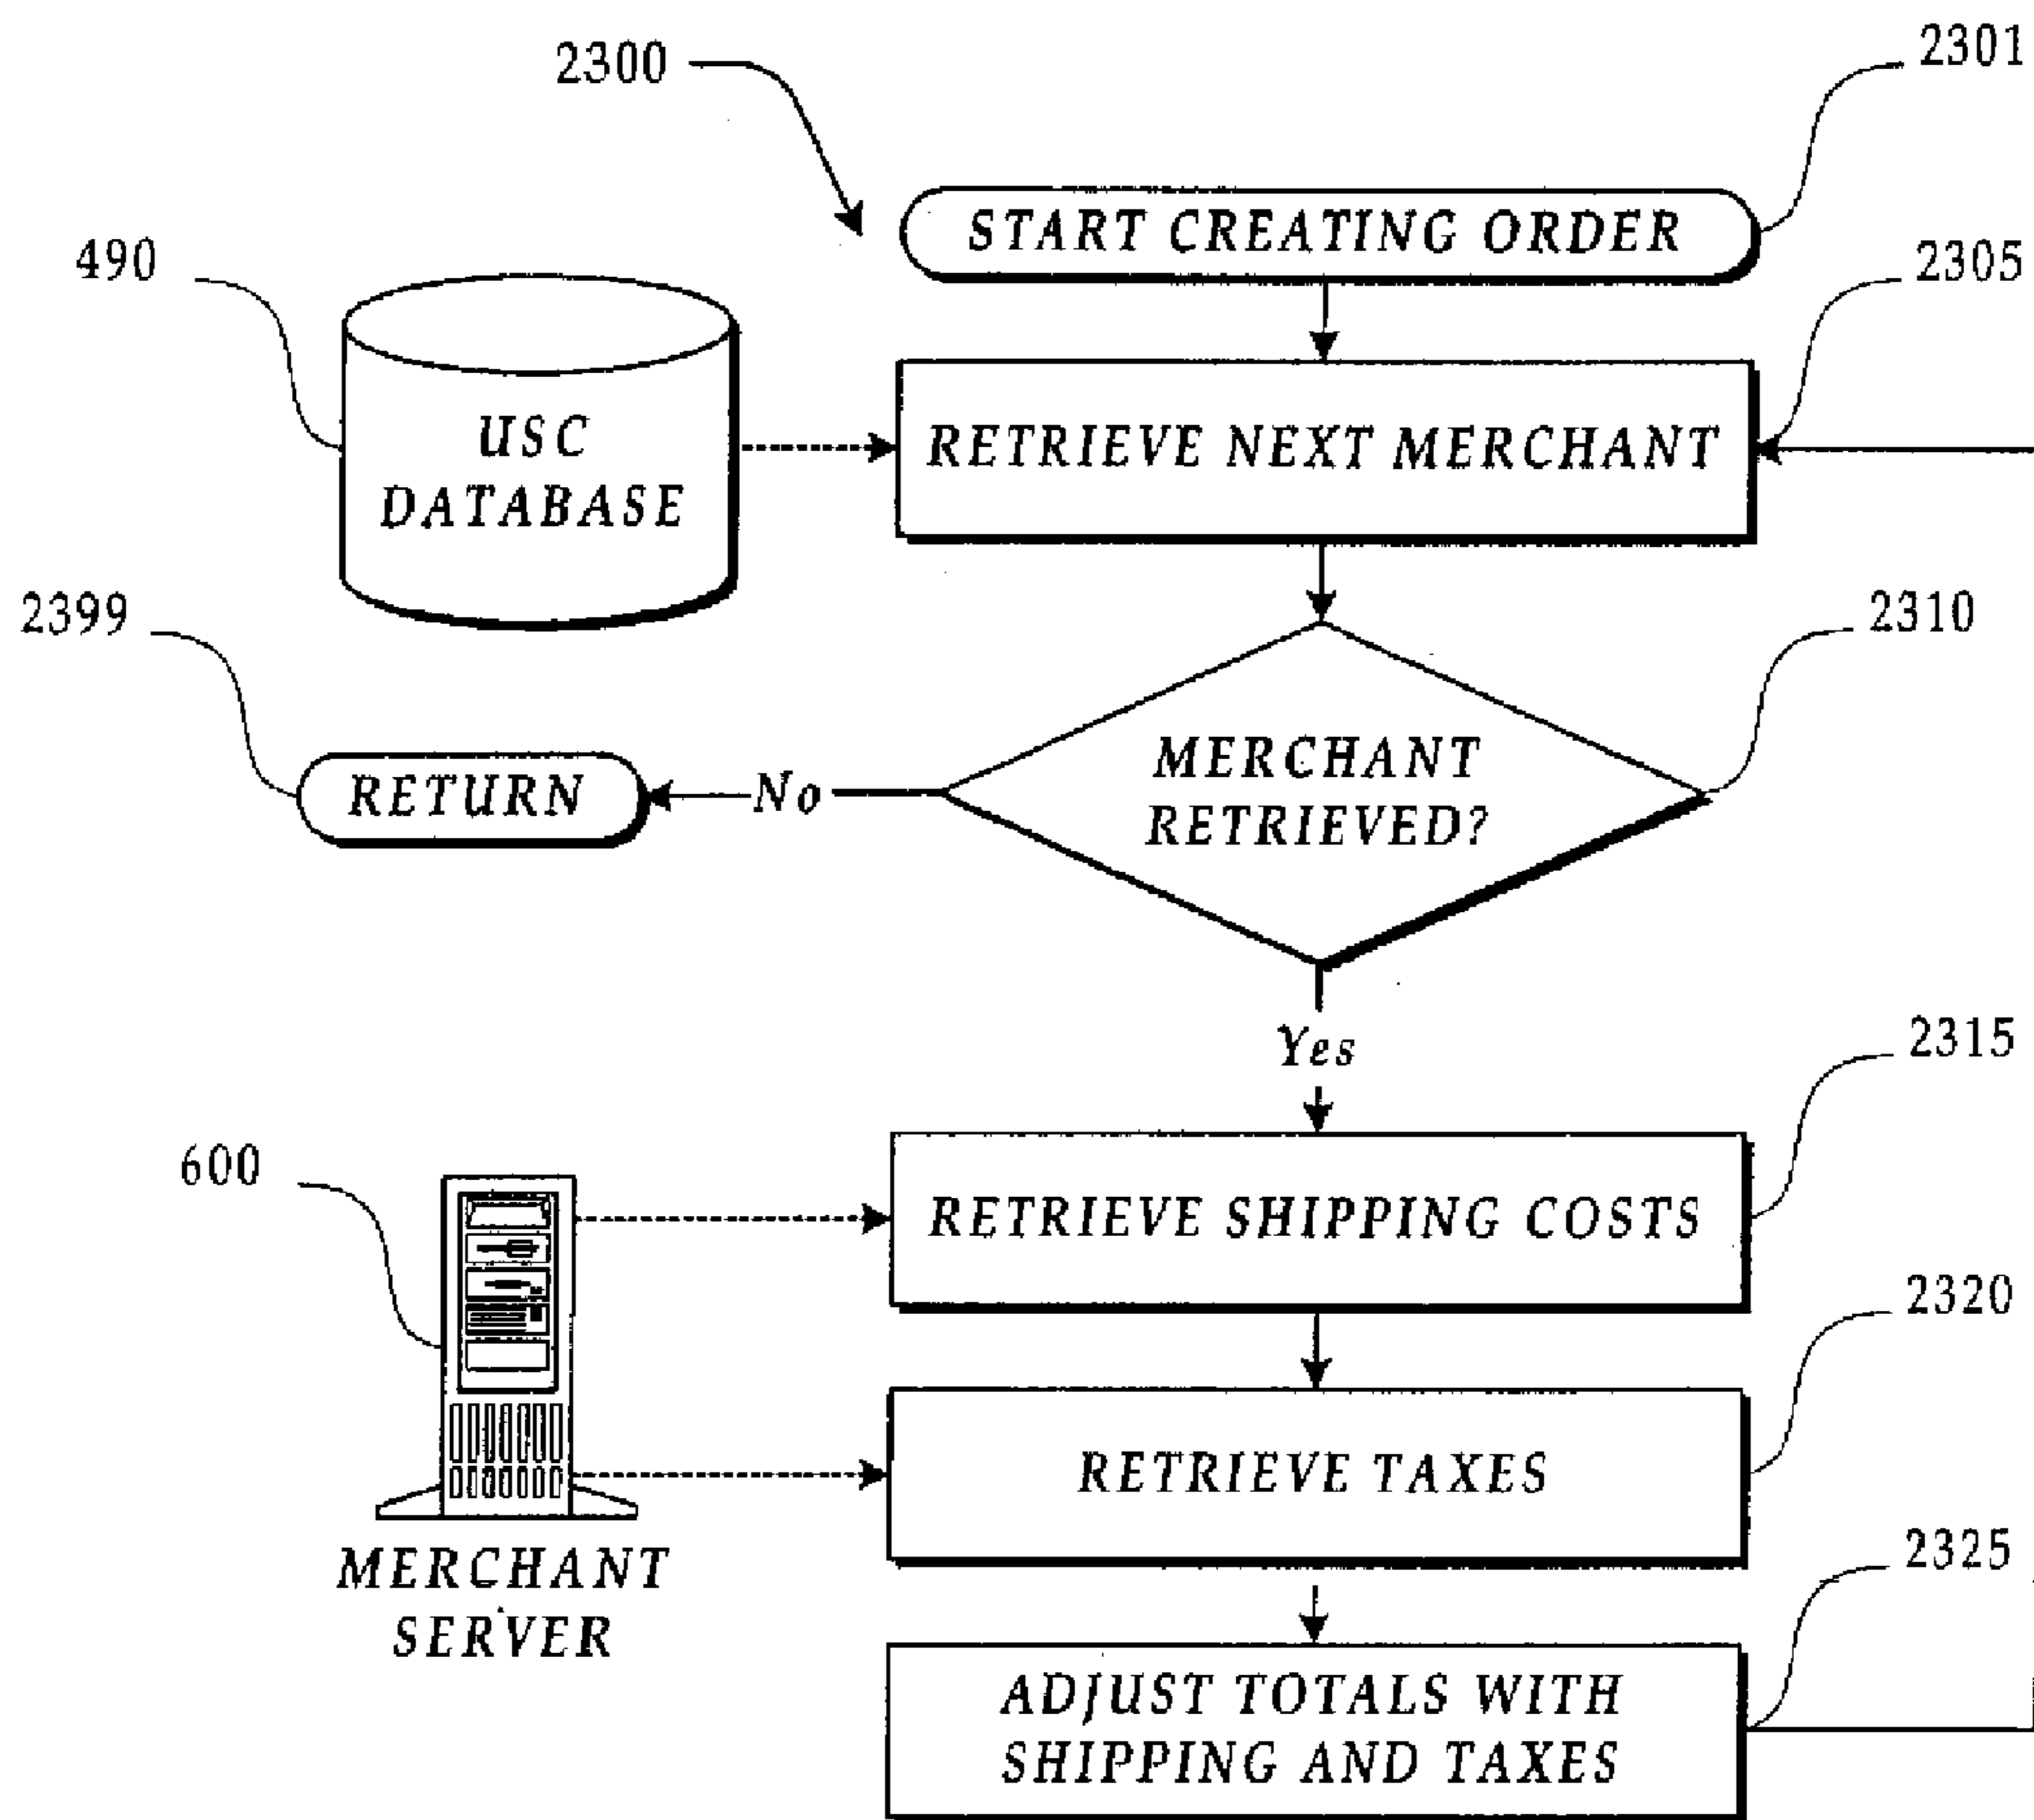 2300
2301
START CREATING ORDER
490
2305
USC
DATABASE
RETRIEVE NEXT MERCHANT
2399
2310
RETURN
No
MERCHANT
RETRIEVED?
Yes
600
2315
RETRIEVE SHIPPING COSTS
2320
RETRIEVE TAXES
MERCHANT
SERVER
2325
ADJUST TOTALS WITH
SHIPPING AND TAXES